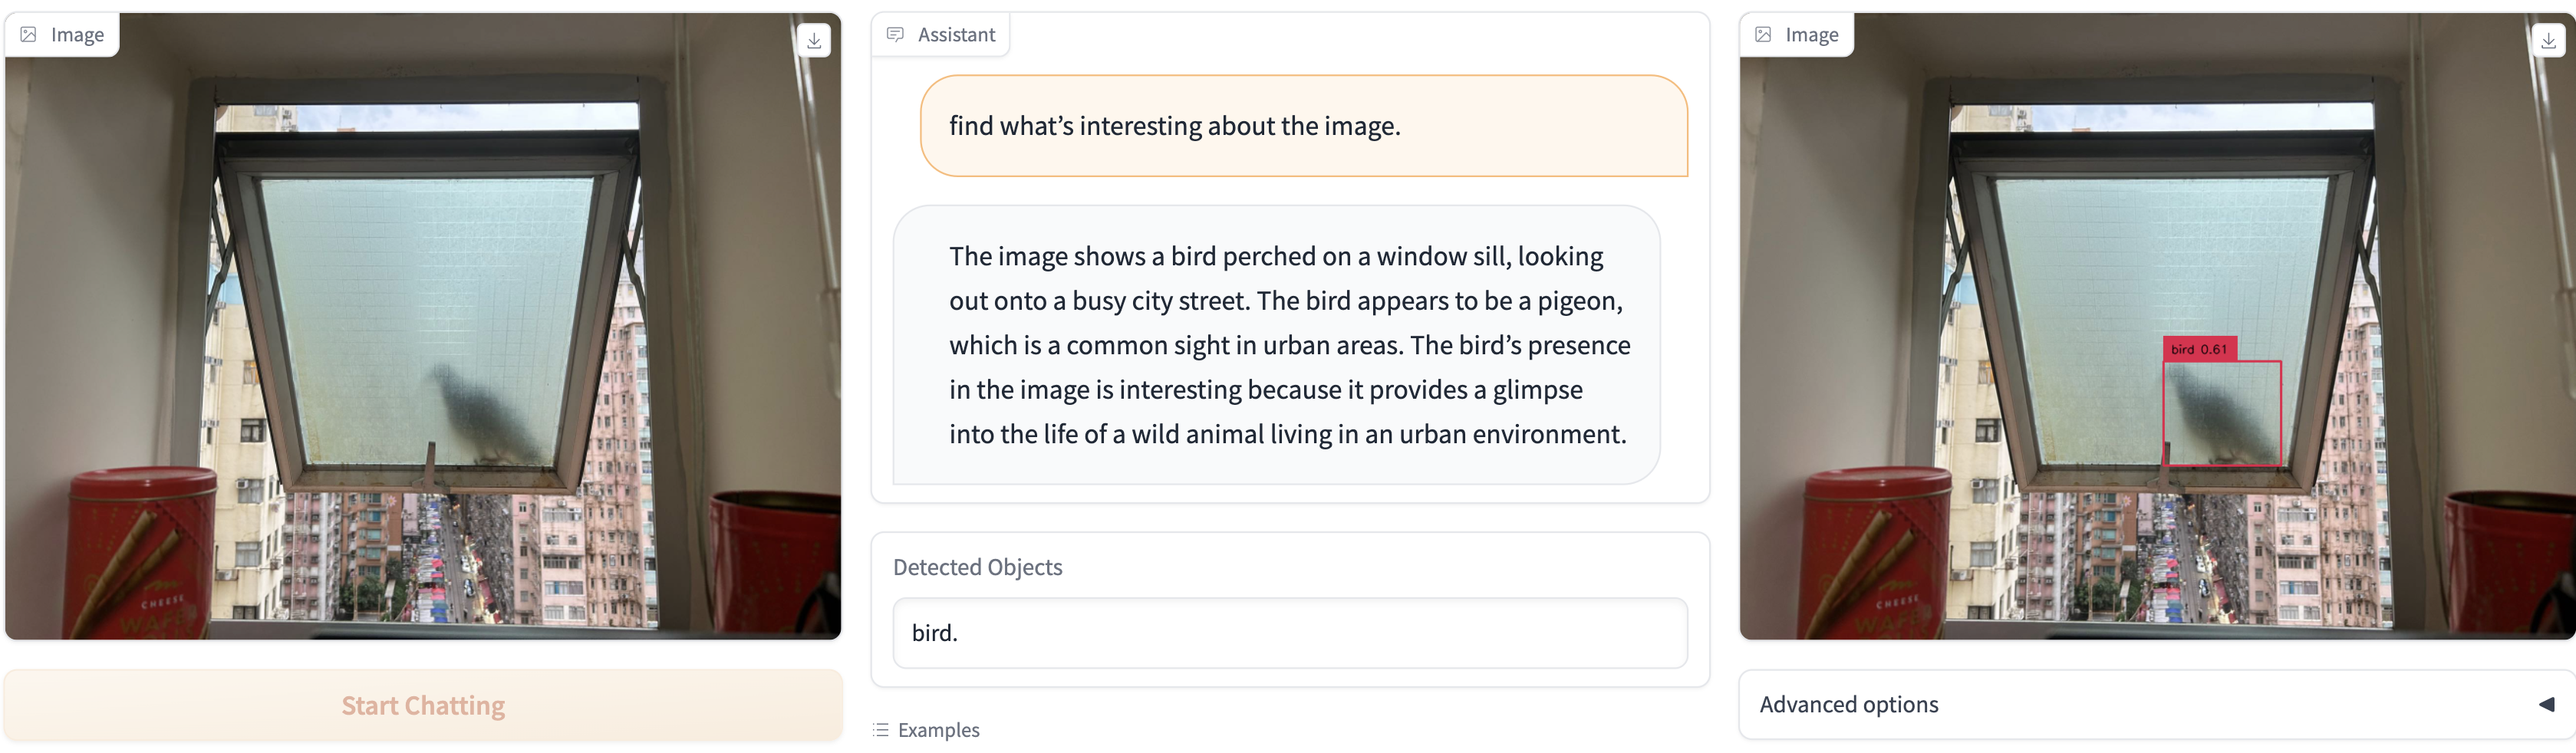 Image
Assistant
find what’s interesting about the image.
The image shows a bird perched on a window sill, looking
out onto a busy city street. The bird appears to be a pigeon,
which is a common sight in urban areas. The bird’s presence
in the image is interesting because it provides a glimpse
into the life of a wild animal living in an urban environment.
Detected Objects
bird.
Examples
Start Chatting
CHEESE
WAFER
Image
bird 0.61
CHEESE
WAFER
Advanced options